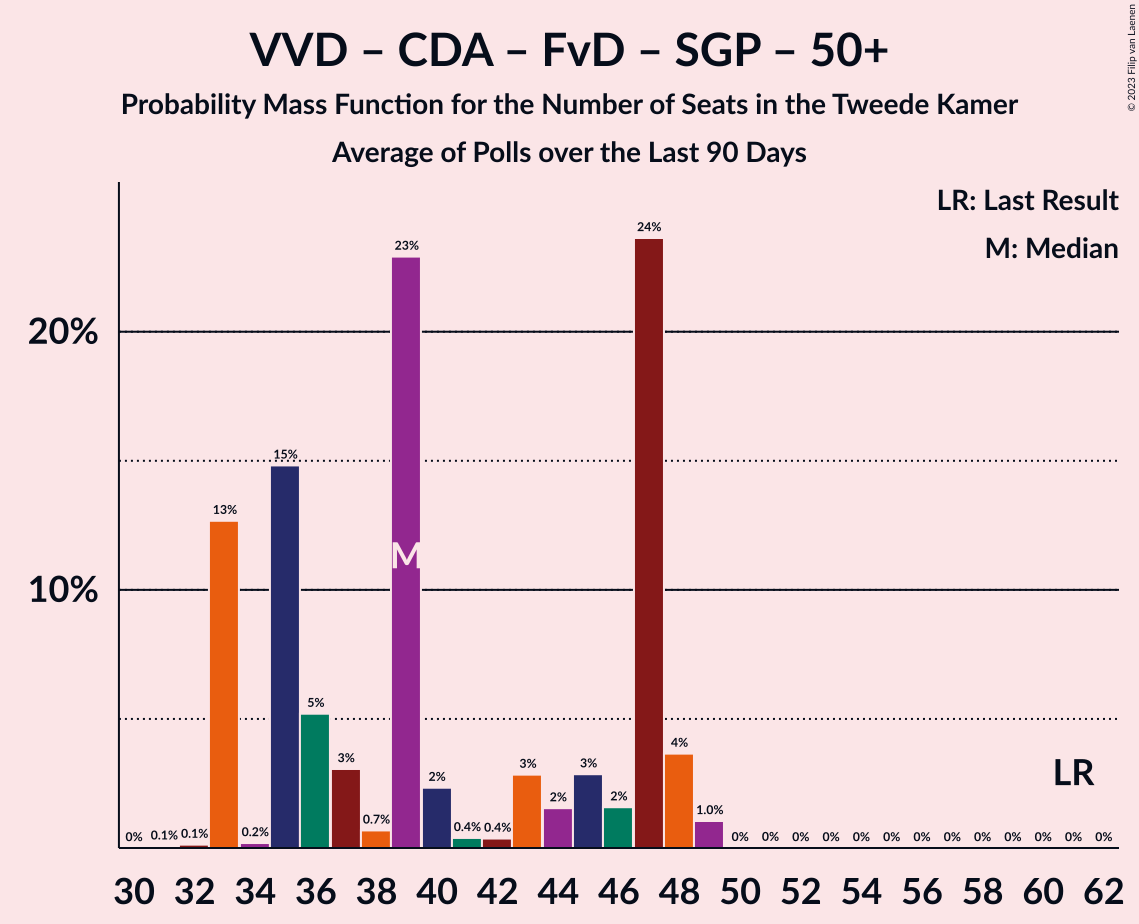 VVD – CDA – FvD – SGP – 50+
Probability Mass Function for the Number of Seats in the Tweede Kamer
Average of Polls over the Last 90 Days
© 2023 Filip van Laenen
LR: Last Result
M: Median
20%
10%
0% 0.1% 0.1% 13% 0.2% 15% 5% 3% 0.7% 23% 2% 0.4% 0.4% 3% 2% 3% 2% 24% 4% 1.0% 0% 0% 0% 0% 0% 0% 0% 0% 0% 0% 0% 0% 0%
M
LR
30 32 34 36 38 40 42 44 46 48 50 52 54 56 58 60 62